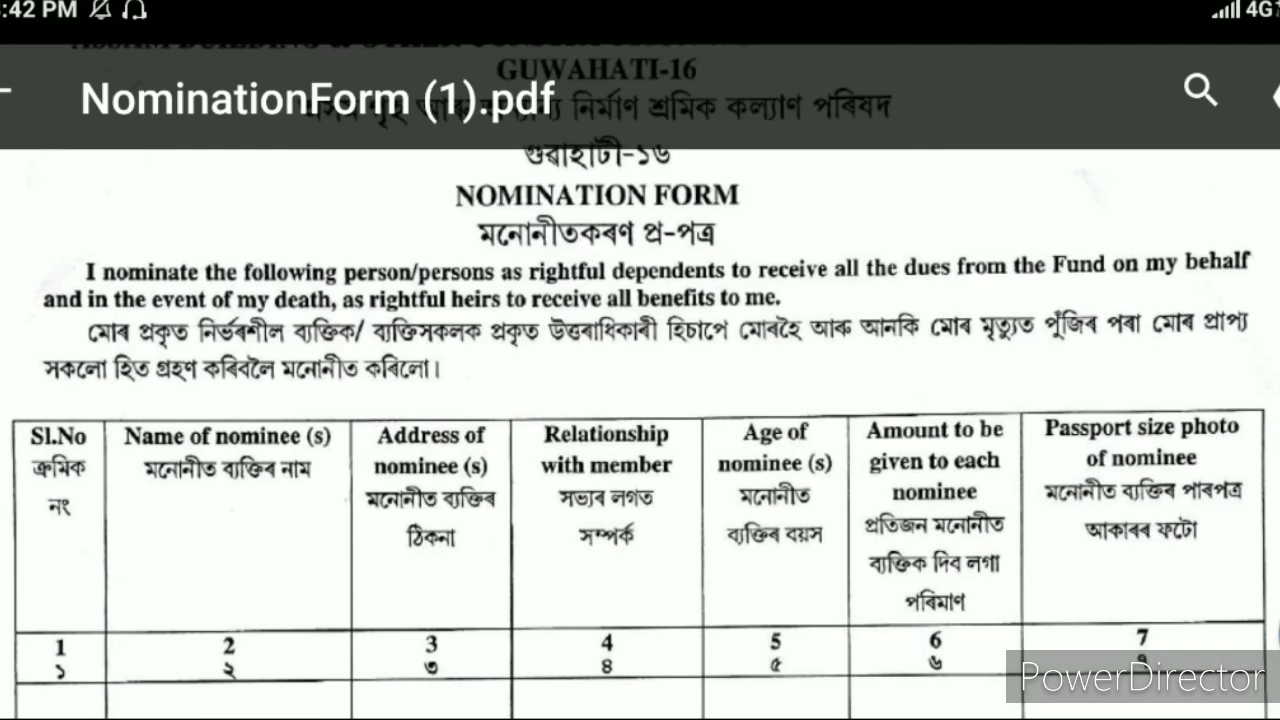 :42 PM
4G
GUWAHATI-16
NominationForm (1).pdf
নিৰ্মাণ শ্ৰমিক কল্যাণ পৰিষদ
গুৱাহাটী-১৬
NOMINATION FORM
মনোনীতকৰণ প্ৰ-পত্ৰ
I nominate the following person/persons as rightful dependents to receive all the dues from the Fund on my behalf
and in the event of my death, as rightful heirs to receive all benefits to me.
মোৰ প্ৰকৃত নিৰ্ভৰশীল ব্যক্তিক/ ব্যক্তিসকলক প্ৰকৃত উত্তৰাধিকাৰী হিচাপে মোৰহৈ আৰু আনকি মোৰ মৃত্যুত পুঁজিৰ পৰা মোৰ প্ৰাপ্য
সকলো হিত গ্ৰহণ কৰিবলৈ মনোনীত কৰিলো।
Sl.No
ক্ৰমিক
নং
Name of nominee (s)
মনোনীত ব্যক্তিৰ নাম
Address of
nominee (s)
মনোনীত ব্যক্তিৰ
ঠিকনা
Relationship
with member
সভ্যৰ লগত
সম্পৰ্ক
Age of
nominee (s)
মনোনীত
ব্যক্তিৰ বয়স
Amount to be
given to each
nominee
প্ৰতিজন মনোনীত
ব্যক্তিক দিব লগা
পৰিমাণ
Passport size photo
of nominee
মনোনীত ব্যক্তিৰ পাৰপত্ৰ
আকাৰৰ ফটো
1 2 3 4 5 6 7
১ ২ ৩ ৪ ৫ ৬ ৭
PowerDirector